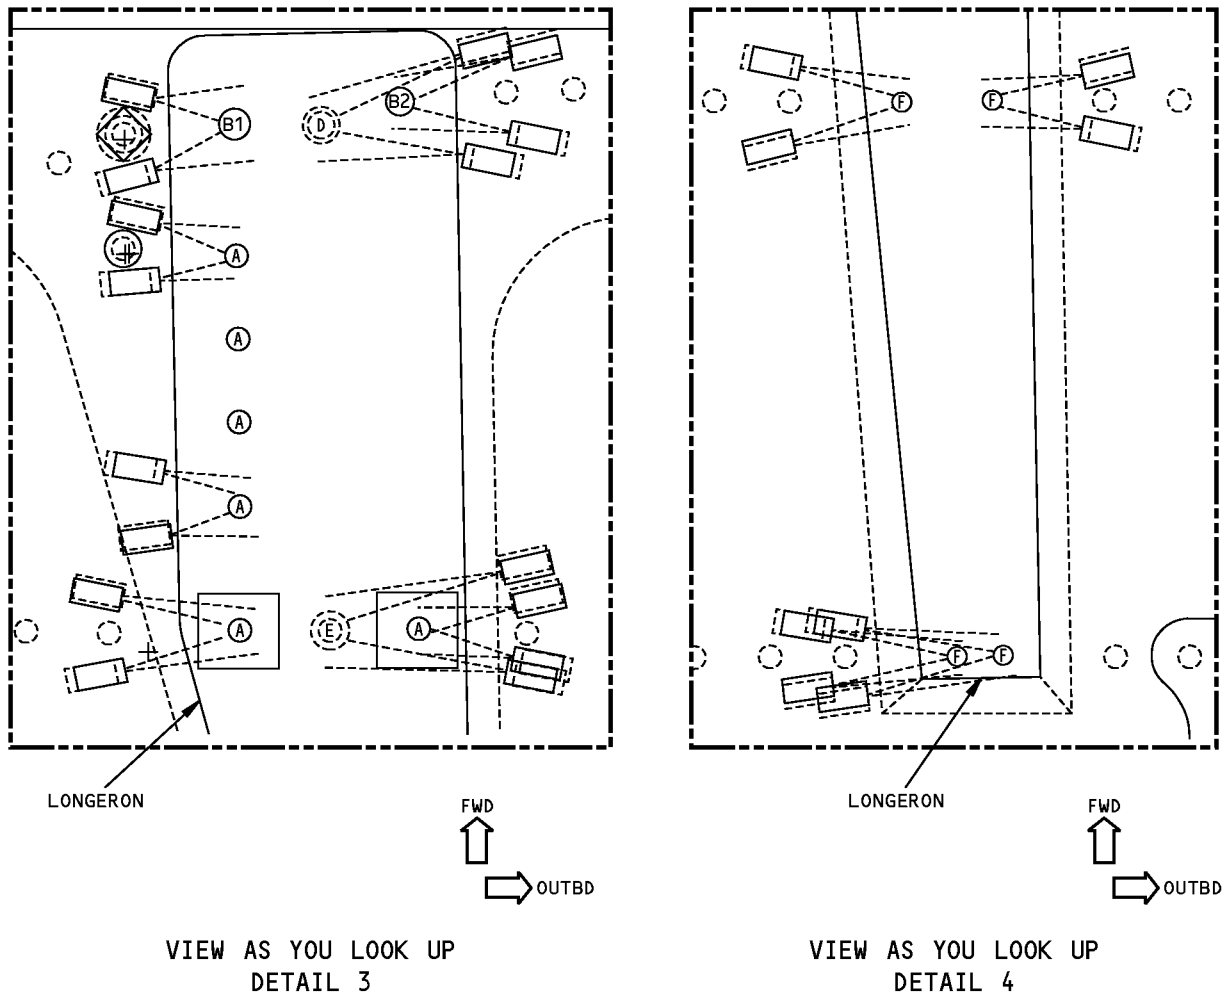 B1
D
B2
A
A
A
A
A
E
A
LONGERON
FWD
OUTBD
VIEW AS YOU LOOK UP
DETAIL 3
F
F
F
F
LONGERON
FWD
OUTBD
VIEW AS YOU LOOK UP
DETAIL 4